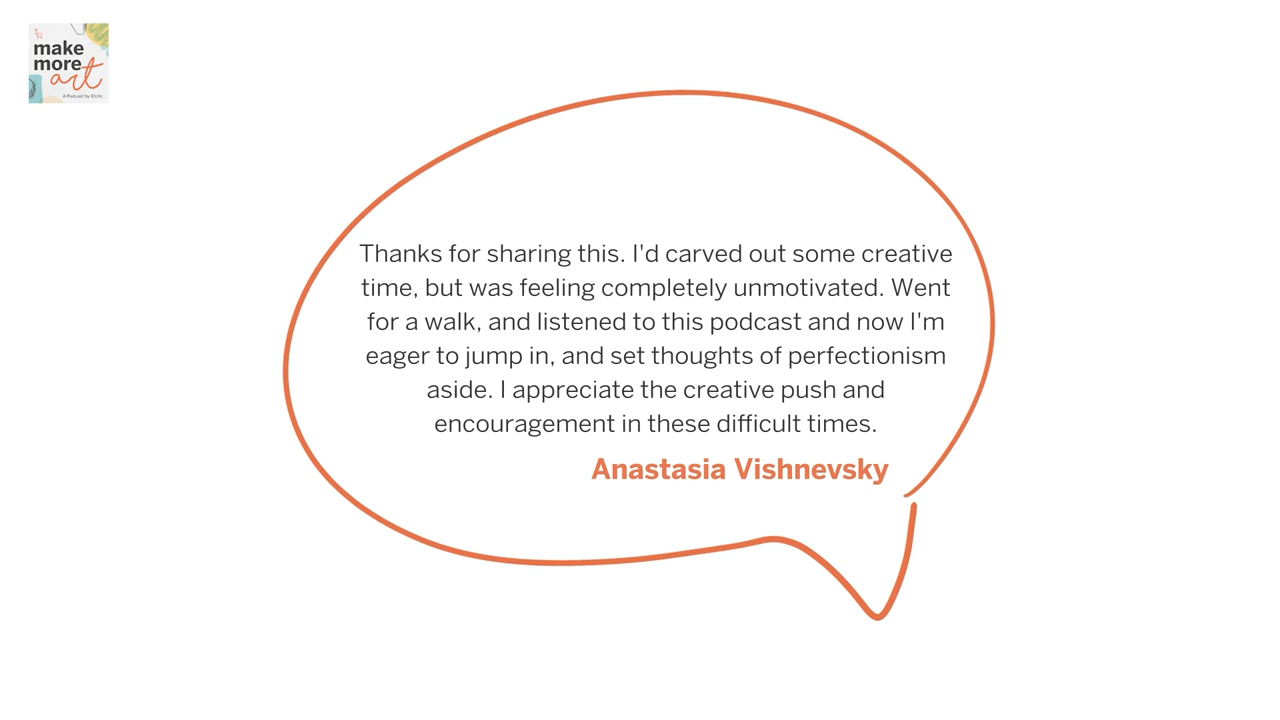 make
more
art
A Podcast by Etchr
Thanks for sharing this. I'd carved out some creative
time, but was feeling completely unmotivated. Went
for a walk, and listened to this podcast and now I'm
eager to jump in, and set thoughts of perfectionism
aside. I appreciate the creative push and
encouragement in these difficult times.
Anastasia Vishnevsky